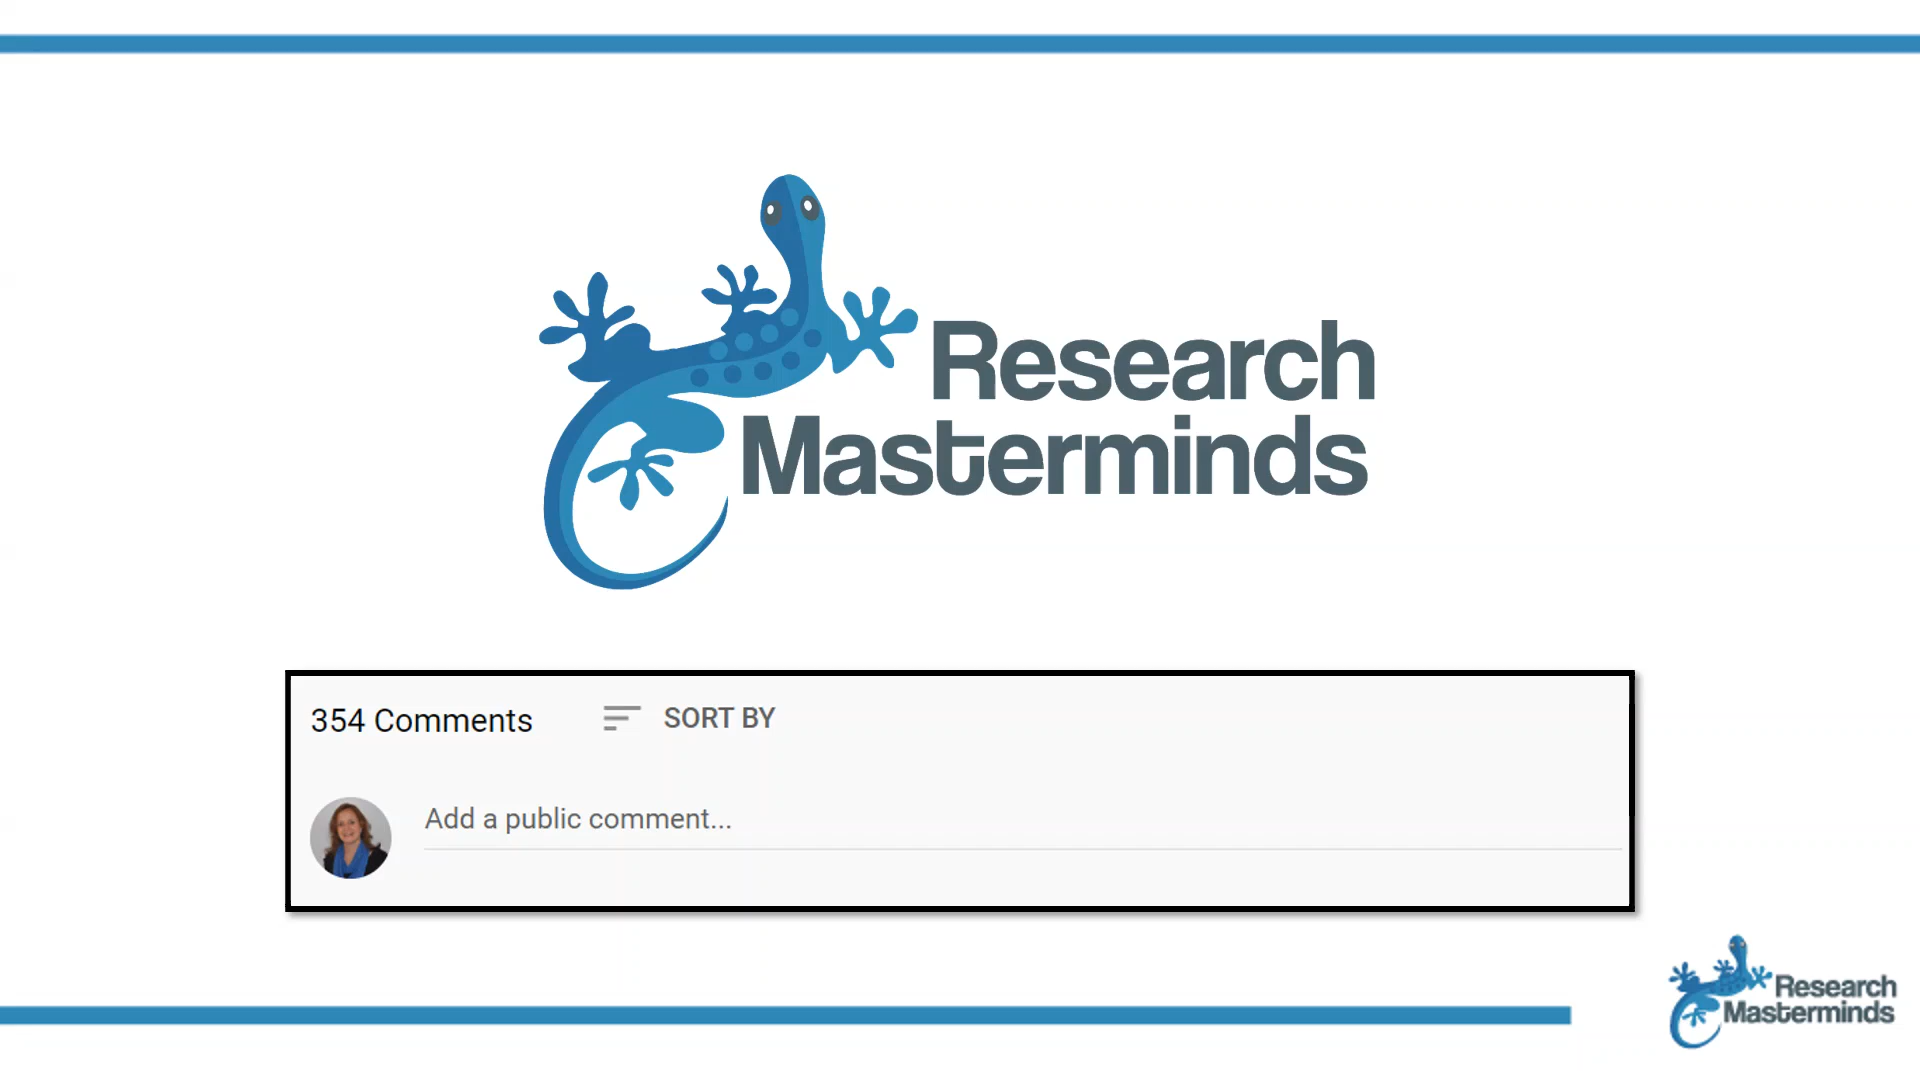 Research
Masterminds
354 Comments SORT BY
Add a public comment...
Research
Masterminds